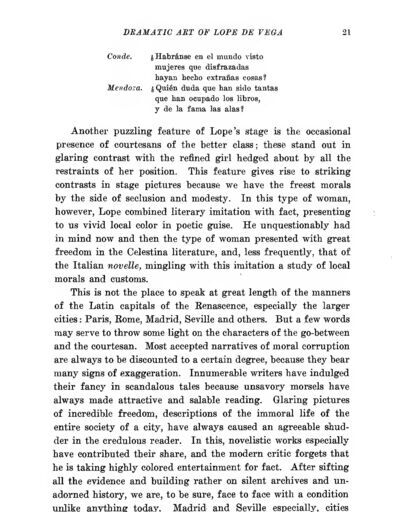 DRAMATIC ART OF LOPE DE VEGA 21
Conde. ¿Habránse en el mundo visto
mujeres que disfrazadas
hayan hecho extrañas cosas?
Mendoza. ¿Quién duda que han sido tantas
que han ocupado los libros,
y de la fama las alas?
Another puzzling feature of Lope's stage is the occasional
presence of courtesans of the better class; these stand out in
glaring contrast with the refined girl hedged about by all the
restraints of her position. This feature gives rise to striking
contrasts in stage pictures because we have the freest morals
by the side of seclusion and modesty. In this type of woman,
however, Lope combined literary imitation with fact, presenting
to us vivid local color in poetic guise. He unquestionably had
in mind now and then the type of woman presented with great
freedom in the Celestina literature, and, less frequently, that of
the Italian novelle, mingling with this imitation a study of local
morals and customs.
This is not the place to speak at great length of the manners
of the Latin capitals of the Renascence, especially the larger
cities: Paris, Rome, Madrid, Seville and others. But a few words
may serve to throw some light on the characters of the go-between
and the courtesan. Most accepted narratives of moral corruption
are always to be discounted to a certain degree, because they bear
many signs of exaggeration. Innumerable writers have indulged
their fancy in scandalous tales because unsavory morsels have
always made attractive and salable reading. Glaring pictures
of incredible freedom, descriptions of the immoral life of the
entire society of a city, have always caused an agreeable shud-
der in the credulous reader. In this, novelistic works especially
have contributed their share, and the modern critic forgets that
he is taking highly colored entertainment for fact. After sifting
all the evidence and building rather on silent archives and un-
adorned history, we are, to be sure, face to face with a condition
unlike anything today. Madrid and Seville especially, cities